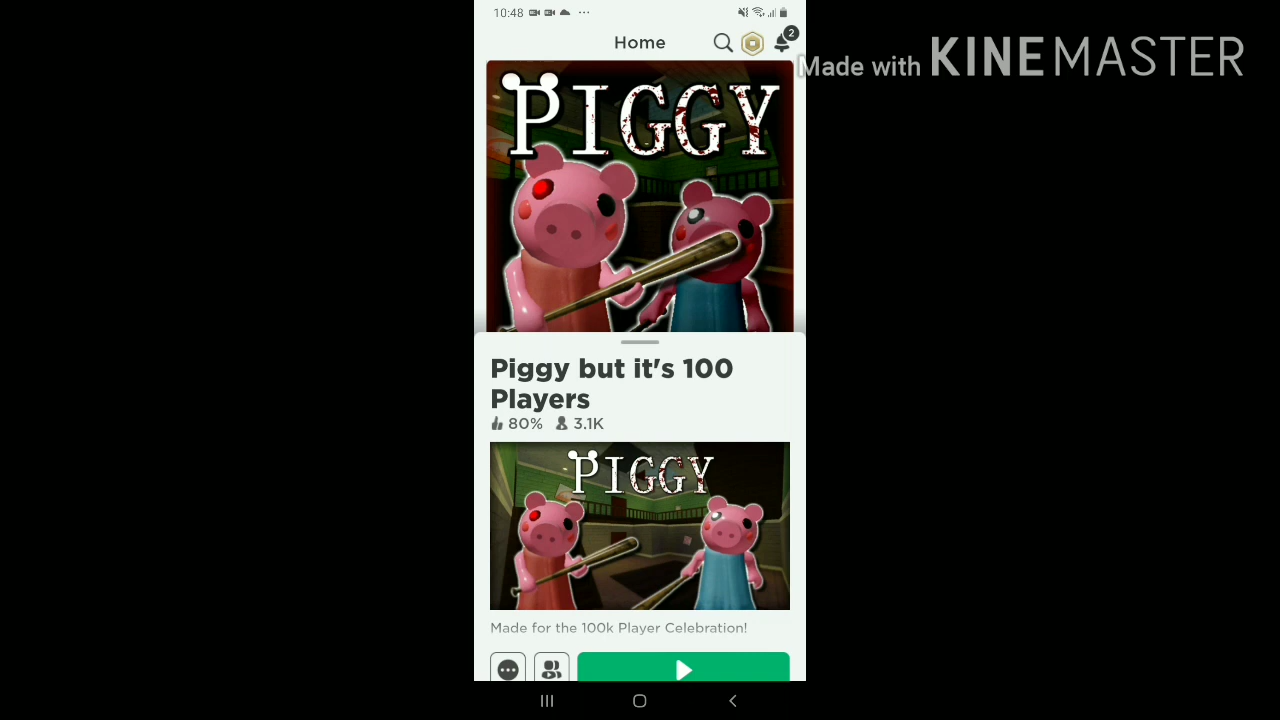 10:48
Home
2
Made with KINEMASTER
PIGGY
Piggy but it's 100
Players
80% 3.1K
PIGGY
Made for the 100k Player Celebration!